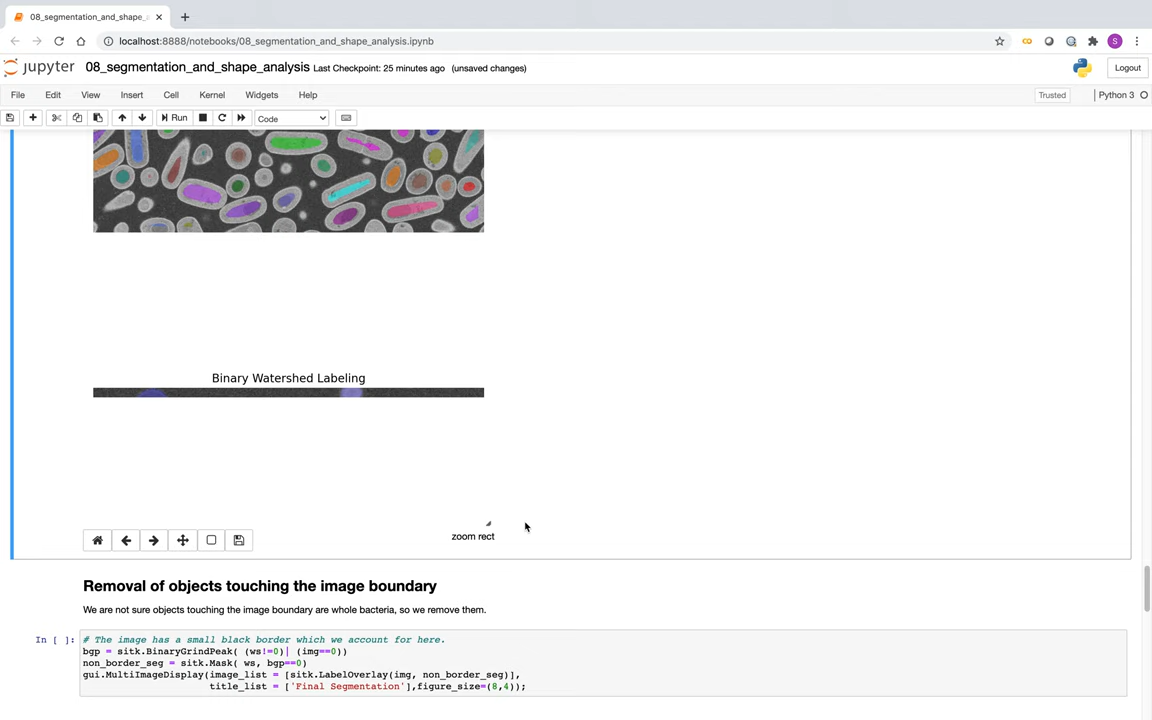 08_segmentation_and_shape_a
localhost:8888/notebooks/08_segmentation_and_shape_analysis.ipynb
S
jupyter 08_segmentation_and_shape_analysis Last Checkpoint: 25 minutes ago (unsaved changes)
Logout
File Edit View Insert Cell Kernel Widgets Help
Trusted Python 3
Run Code
Binary Watershed Labeling
zoom rect
Removal of objects touching the image boundary
We are not sure objects touching the image boundary are whole bacteria, so we remove them.
In [ ]: # The image has a small black border which we account for here.
bgp = sitk.BinaryGrindPeak( (ws!=0)| (img==0))
non_border_seg = sitk.Mask( ws, bgp==0)
gui.MultiImageDisplay(image_list = [sitk.LabelOverlay(img, non_border_seg)],
title_list = ['Final Segmentation'],figure_size=(8,4));